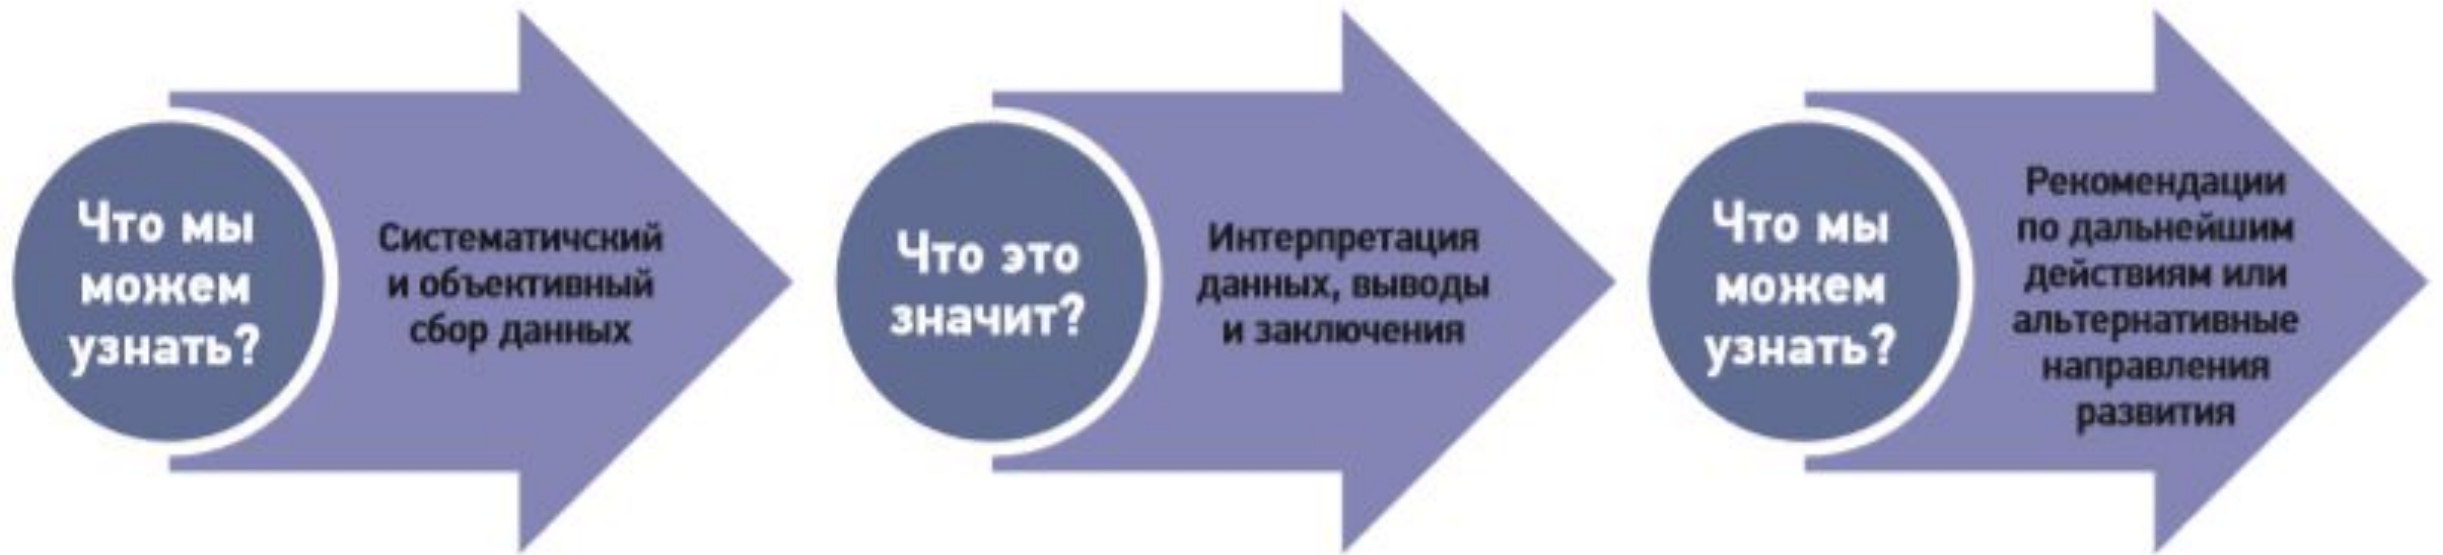 Что мы
можем
узнать?
Систематичский
и объективный
сбор данных
Что это
значит?
Интерпретация
данных, выводы
и заключения
Что мы
можем
узнать?
Рекомендации
по дальнейшим
действиям или
альтернативные
направления
развития